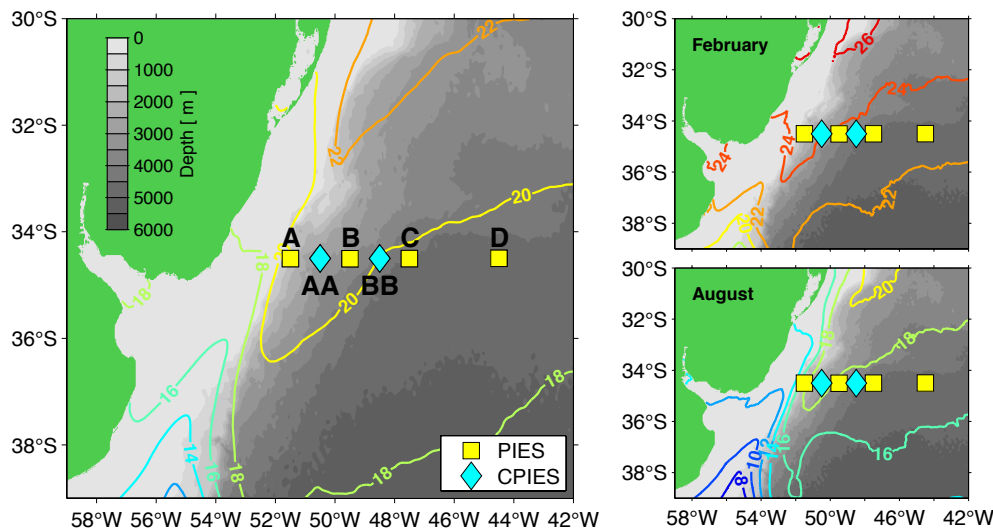 30°S
32°S
34°S
36°S
38°S
58°W 56°W 54°W 52°W 50°W 48°W 46°W 44°W 42°W
0
1000
2000
3000
4000
5000
6000
Depth [ m ]
22
22
20
20
18
18
18
18
18
16
16
14
A B C D
AA BB
PIES
CPIES
February
30°S
32°S
34°S
36°S
38°S
26
24
24
24
22
22
August
30°S
32°S
34°S
36°S
38°S
20
18
18
16
16
14
12
10
8
58°W 54°W 50°W 46°W 42°W